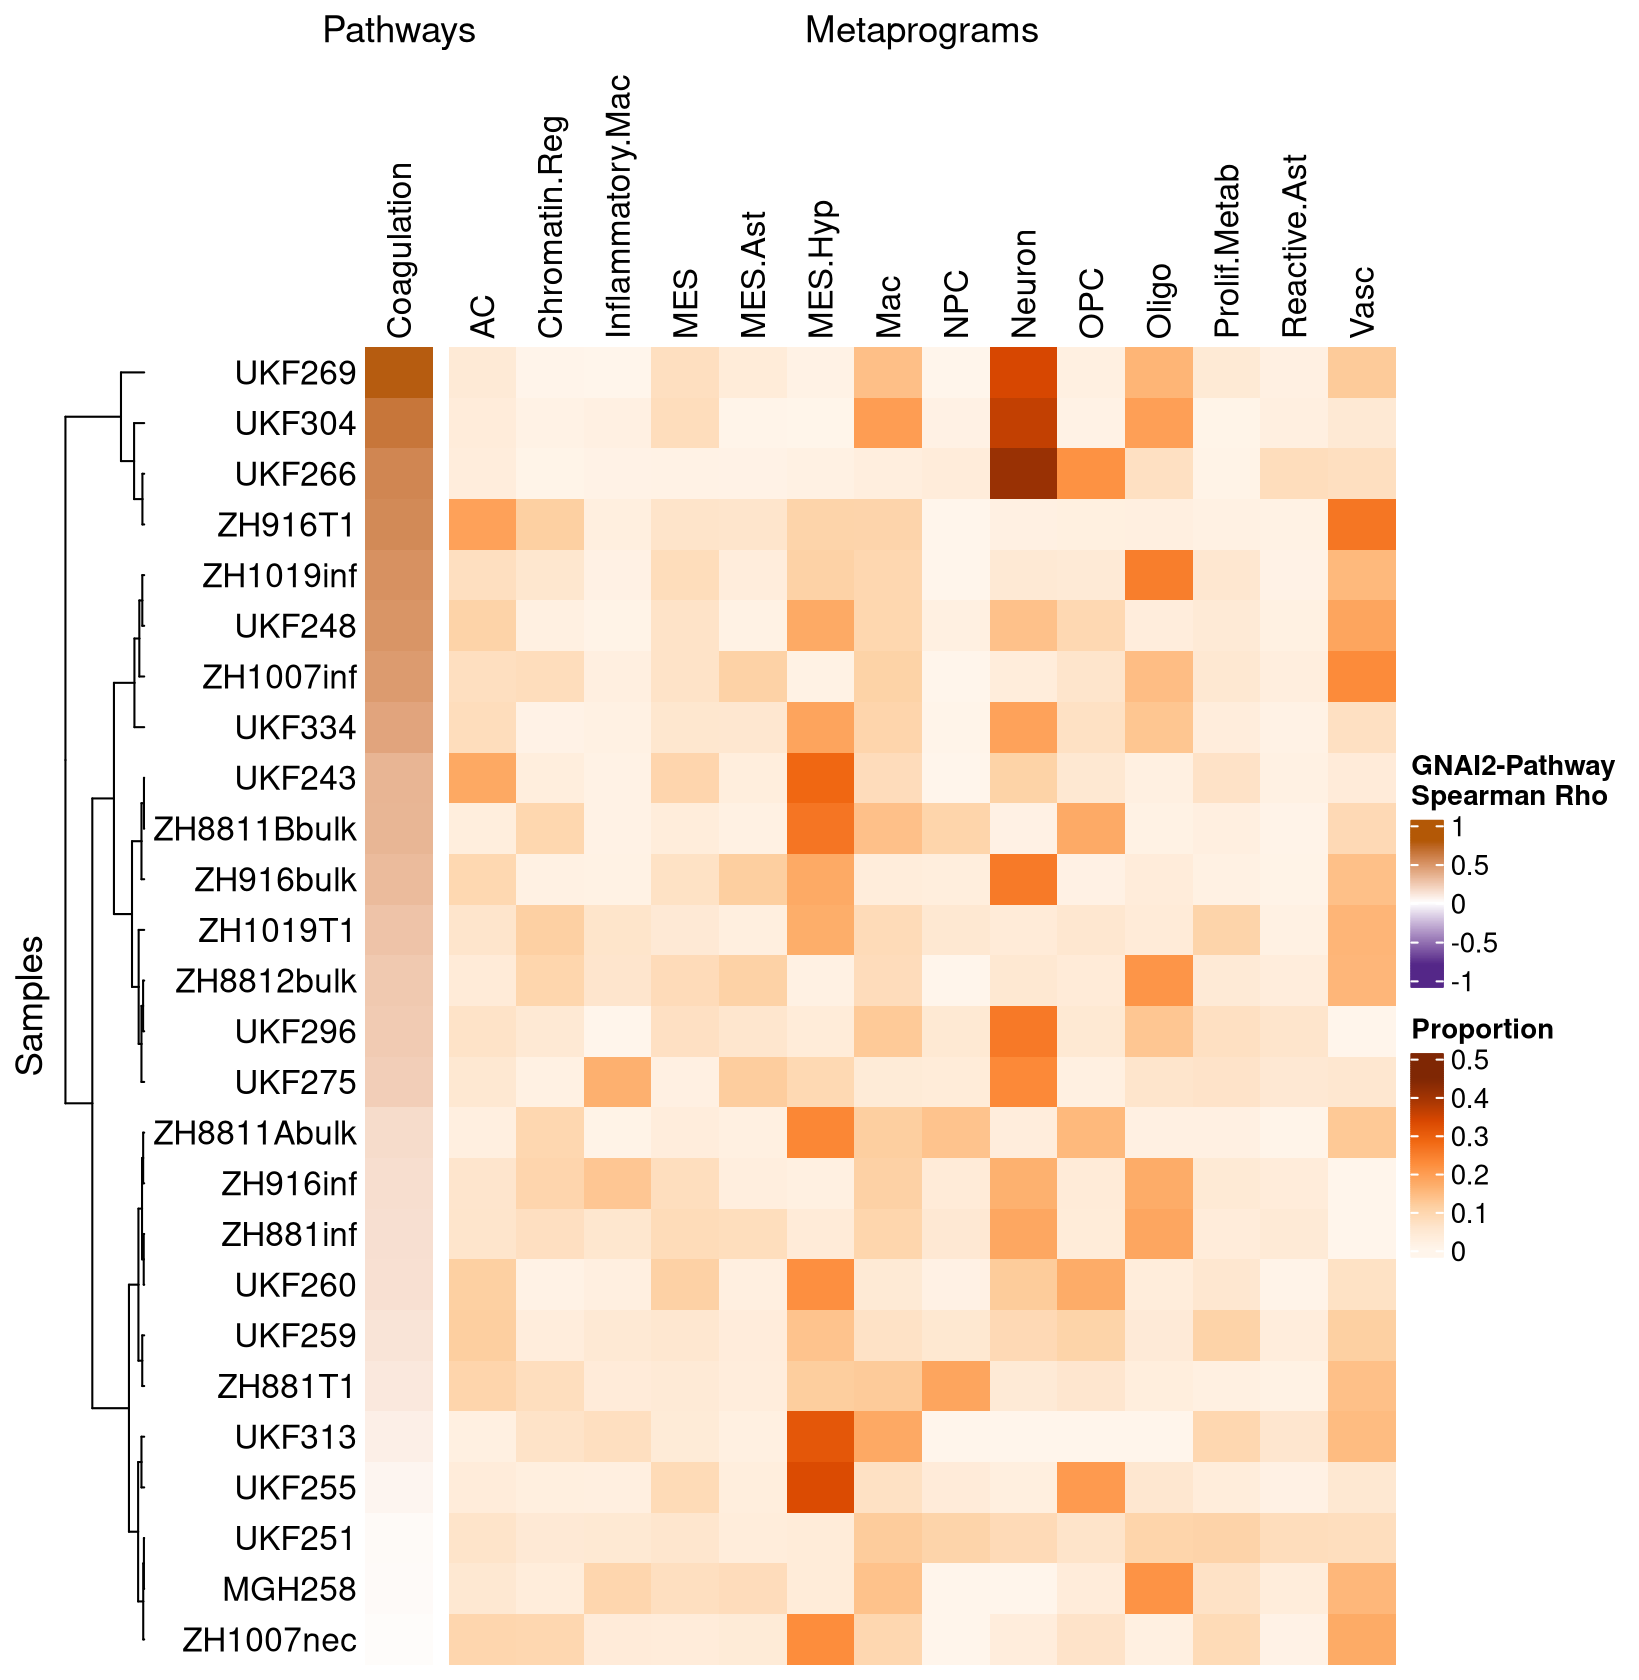 Pathways
Metaprograms
Coagulation
AC
Chromatin.Reg
Inflammatory.Mac
MES
MES.Ast
MES.Hyp
Mac
NPC
Neuron
OPC
Oligo
Prolif.Metab
Reactive.Ast
Vasc
Samples
UKF269
UKF304
UKF266
ZH916T1
ZH1019inf
UKF248
ZH1007inf
UKF334
UKF243
ZH8811Bbulk
ZH916bulk
ZH1019T1
ZH8812bulk
UKF296
UKF275
ZH8811Abulk
ZH916inf
ZH881inf
UKF260
UKF259
ZH881T1
UKF313
UKF255
UKF251
MGH258
ZH1007nec
GNAI2-Pathway
Spearman Rho
1
0.5
0
-0.5
-1
Proportion
0.5
0.4
0.3
0.2
0.1
0